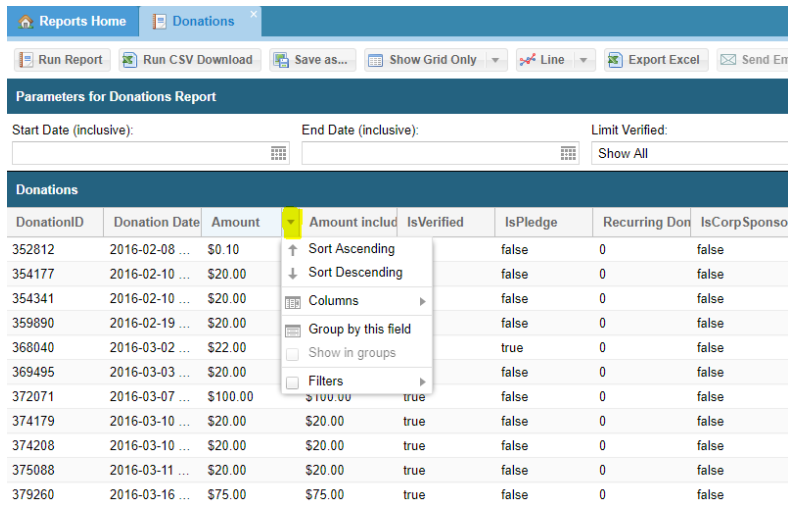 Reports Home Donations
Run Report Run CSV Download Save as... Show Grid Only Line Export Excel Send Em
Parameters for Donations Report
Start Date (inclusive): End Date (inclusive): Limit Verified:
Show All
Donations
DonationID Donation Date Amount Amount includ IsVerified IsPledge Recurring Don IsCorpSponso
352812 2016-02-08 ... $0.10 false 0 false
Sort Ascending
354177 2016-02-10 ... $20.00 false 0 false
Sort Descending
354341 2016-02-10 ... $20.00 false 0 false
Columns
359890 2016-02-19 ... $20.00 false 0 false
Group by this field
368040 2016-03-02 ... $22.00 true 0 false
Show in groups
369495 2016-03-03 ... $20.00 false 0 false
Filters
372071 2016-03-07 ... $100.00 $100.00 true false 0 false
374179 2016-03-10 ... $20.00 $20.00 true false 0 false
374208 2016-03-10 ... $20.00 $20.00 true false 0 false
375088 2016-03-11 ... $20.00 $20.00 true false 0 false
379260 2016-03-16 ... $75.00 $75.00 true false 0 false